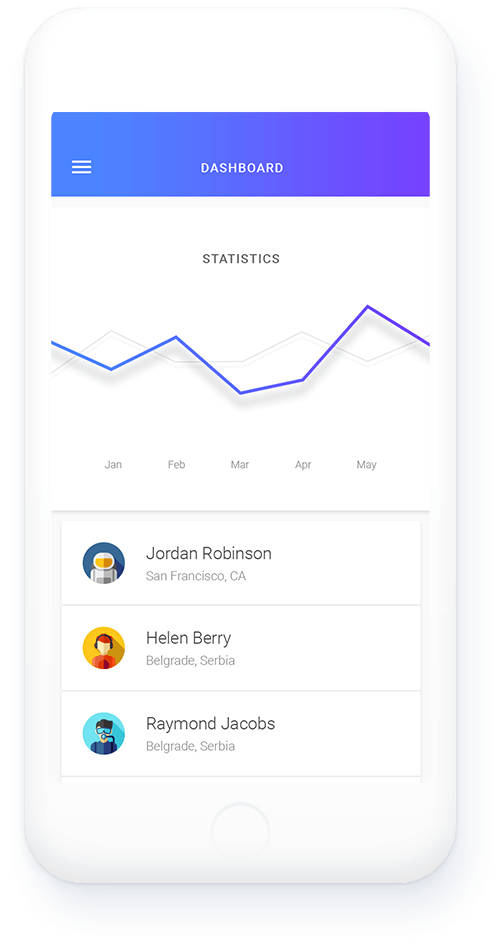 DASHBOARD
STATISTICS
Jan Feb Mar Apr May
Jordan Robinson
San Francisco, CA
Helen Berry
Belgrade, Serbia
Raymond Jacobs
Belgrade, Serbia